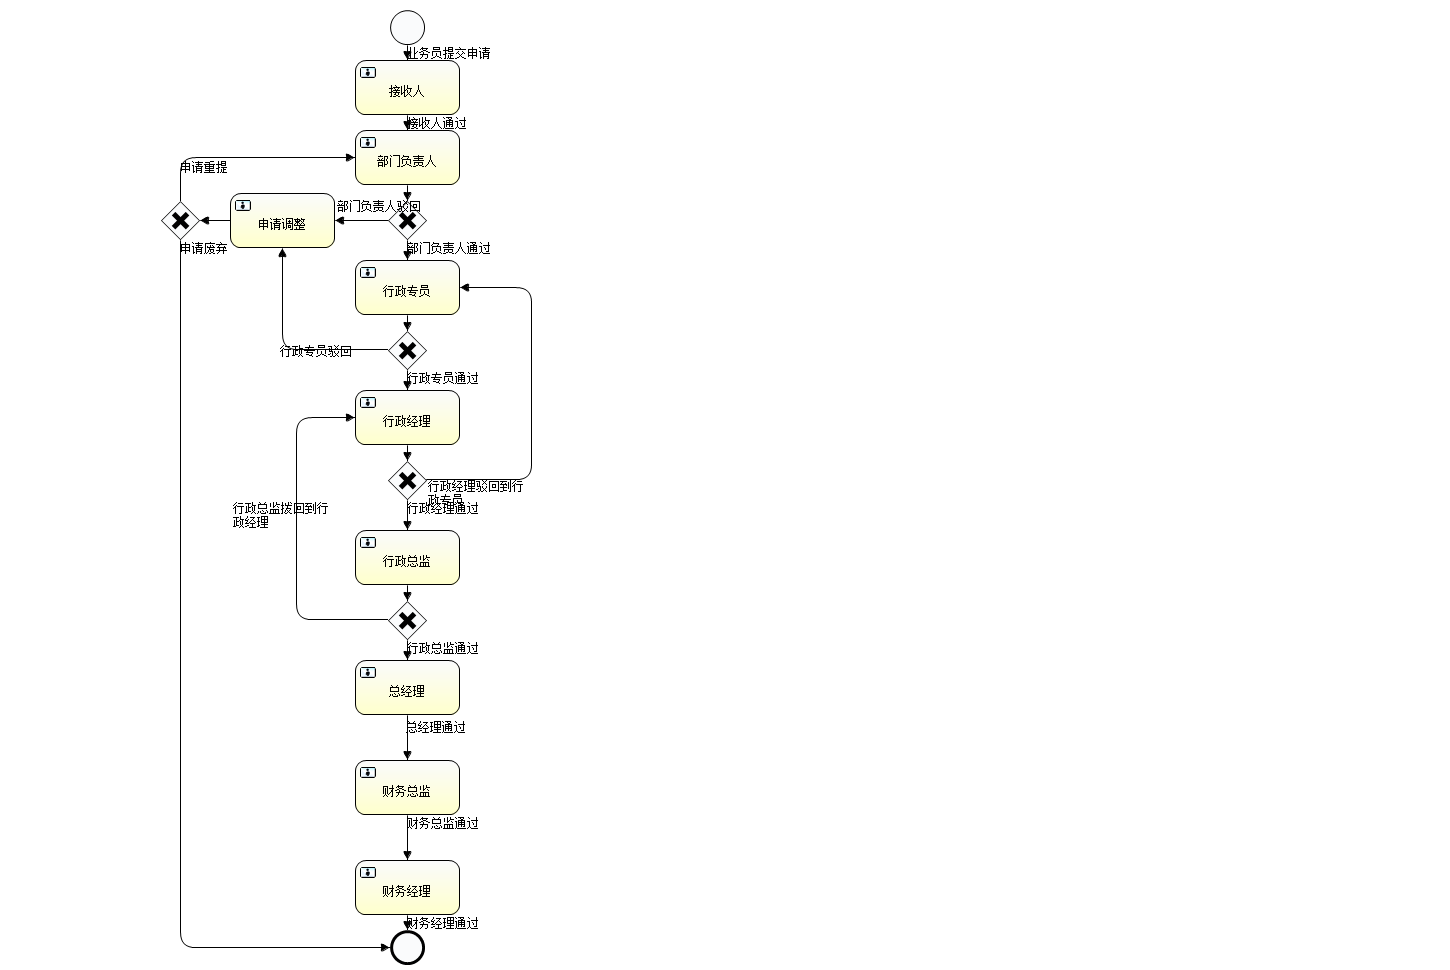 业务员提交申请
接收人
接收人通过
部门负责人
申请重提
部门负责人驳回
申请调整
申请废弃
部门负责人通过
行政专员
行政专员驳回
行政专员通过
行政经理
行政经理驳回到行
政专员
行政经理通过
行政总监拨回到行
政经理
行政总监
行政总监通过
总经理
总经理通过
财务总监
财务总监通过
财务经理
财务经理通过